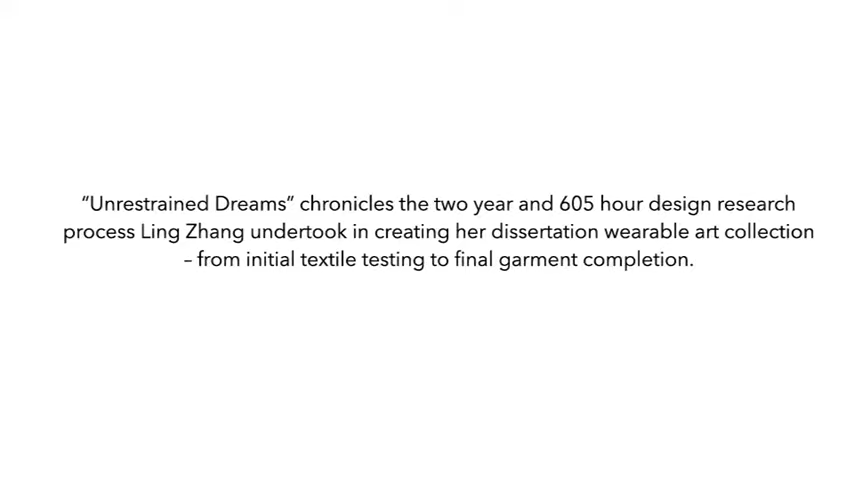 “Unrestrained Dreams” chronicles the two year and 605 hour design research
process Ling Zhang undertook in creating her dissertation wearable art collection
– from initial textile testing to final garment completion.